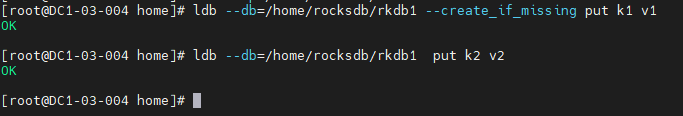 [root@DC1-03-004 home]# ldb --db=/home/rocksdb/rkdb1 --create_if_missing put k1 v1
OK
[root@DC1-03-004 home]# ldb --db=/home/rocksdb/rkdb1  put k2 v2
OK
[root@DC1-03-004 home]#